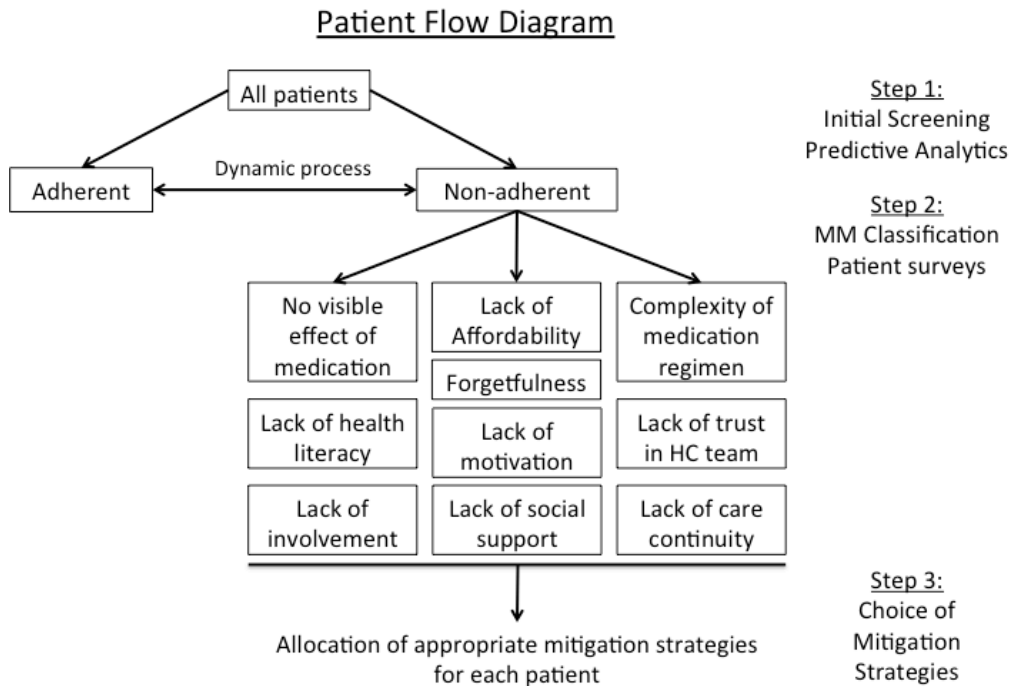 Patient Flow Diagram
All patients
Step 1:
Initial Screening
Predictive Analytics
Dynamic process
Adherent
Non-adherent
Step 2:
MM Classification
Patient surveys
No visible
effect of
medication
Lack of
Affordability
Complexity of
medication
regimen
Forgetfulness
Lack of health
literacy
Lack of
motivation
Lack of trust
in HC team
Lack of
involvement
Lack of social
support
Lack of care
continuity
Step 3:
Choice of
Mitigation
Strategies
Allocation of appropriate mitigation strategies
for each patient